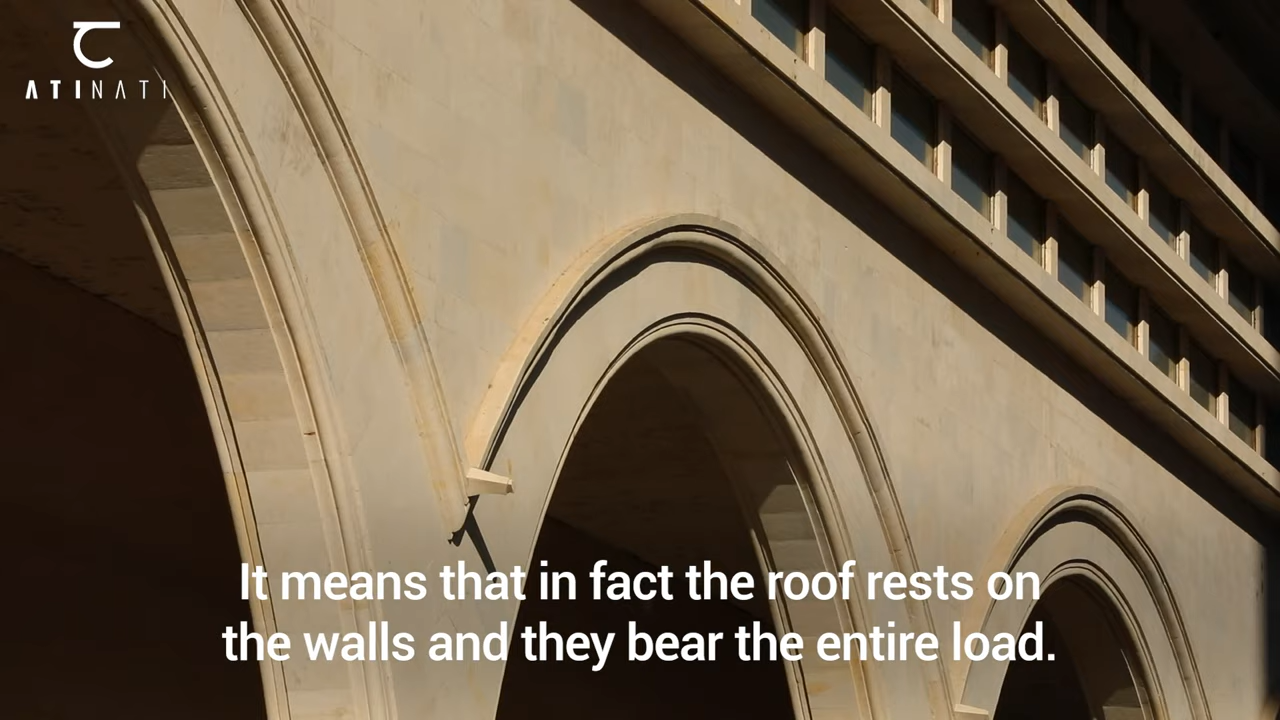 ATINATI
It means that in fact the roof rests on
the walls and they bear the entire load.